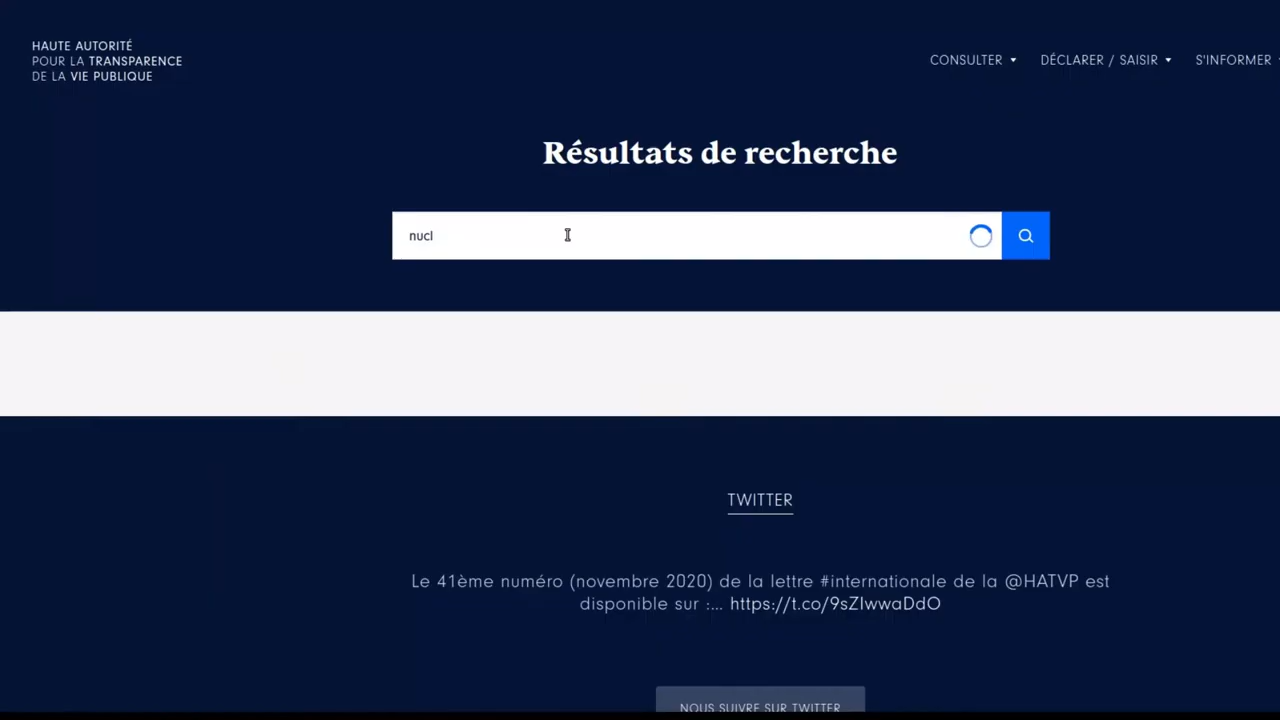 HAUTE AUTORITÉ
POUR LA TRANSPARENCE
DE LA VIE PUBLIQUE
CONSULTER
DÉCLARER / SAISIR
S'INFORMER
Résultats de recherche
nucl
TWITTER
Le 41ème numéro (novembre 2020) de la lettre #internationale de la @HATVP est
disponible sur :... https://t.co/9sZIwwaDdO
NOUS SUIVRE SUR TWITTER